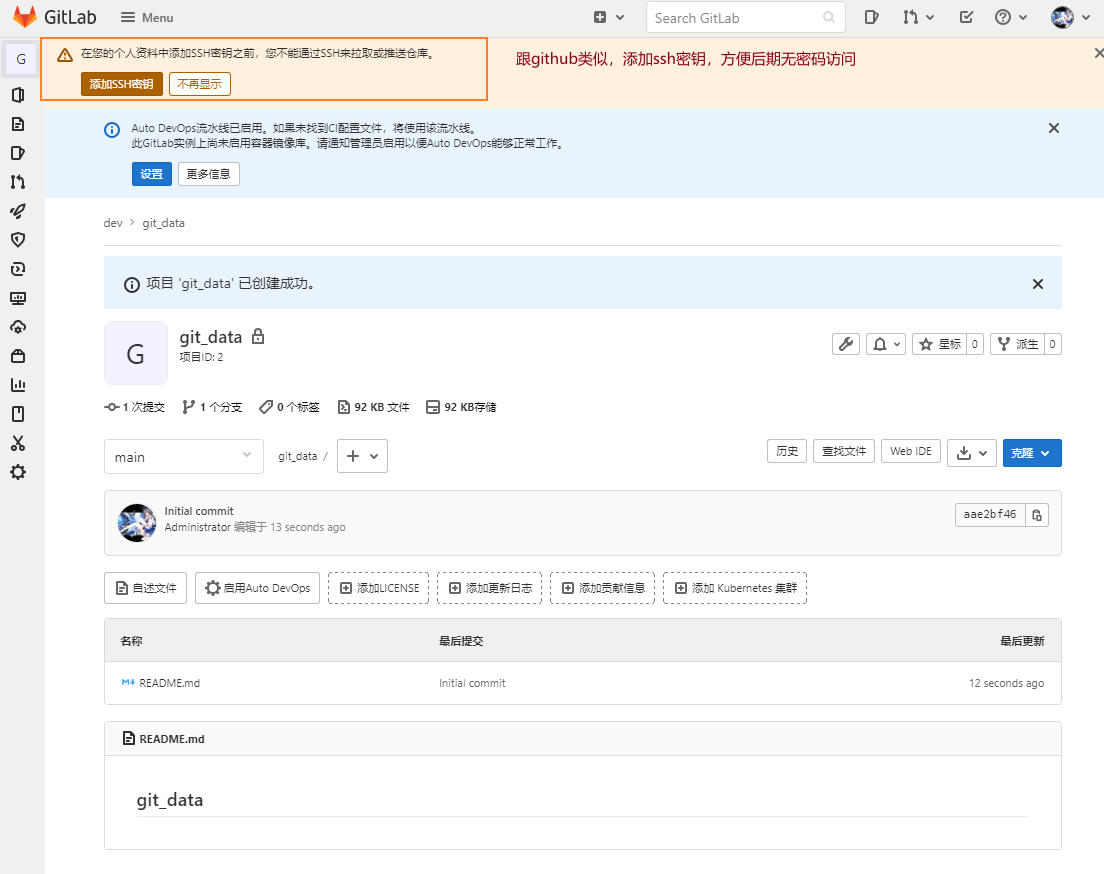 GitLab
Menu
Search GitLab
G
在您的个人资料中添加SSH密钥之前，您不能通过SSH来拉取或推送仓库。
添加SSH密钥 不再显示
跟github类似，添加ssh密钥，方便后期无密码访问
Auto DevOps流水线已启用。如果未找到CI配置文件，将使用该流水线。
此GitLab实例上尚未启用容器镜像库。请通知管理员启用以便Auto DevOps能够正常工作。
设置 更多信息
dev > git_data
项目 'git_data' 已创建成功。
G
git_data
项目ID: 2
星标 0 派生 0
1 次提交 1 个分支 0 个标签 92 KB 文件 92 KB存储
main git_data / 历史 查找文件 Web IDE 克隆
Initial commit
Administrator 编辑于 13 seconds ago
aae2bf46
自述文件 启用Auto DevOps 添加LICENSE 添加更新日志 添加贡献信息 添加 Kubernetes 集群
名称 最后提交 最后更新
README.md Initial commit 12 seconds ago
README.md
git_data